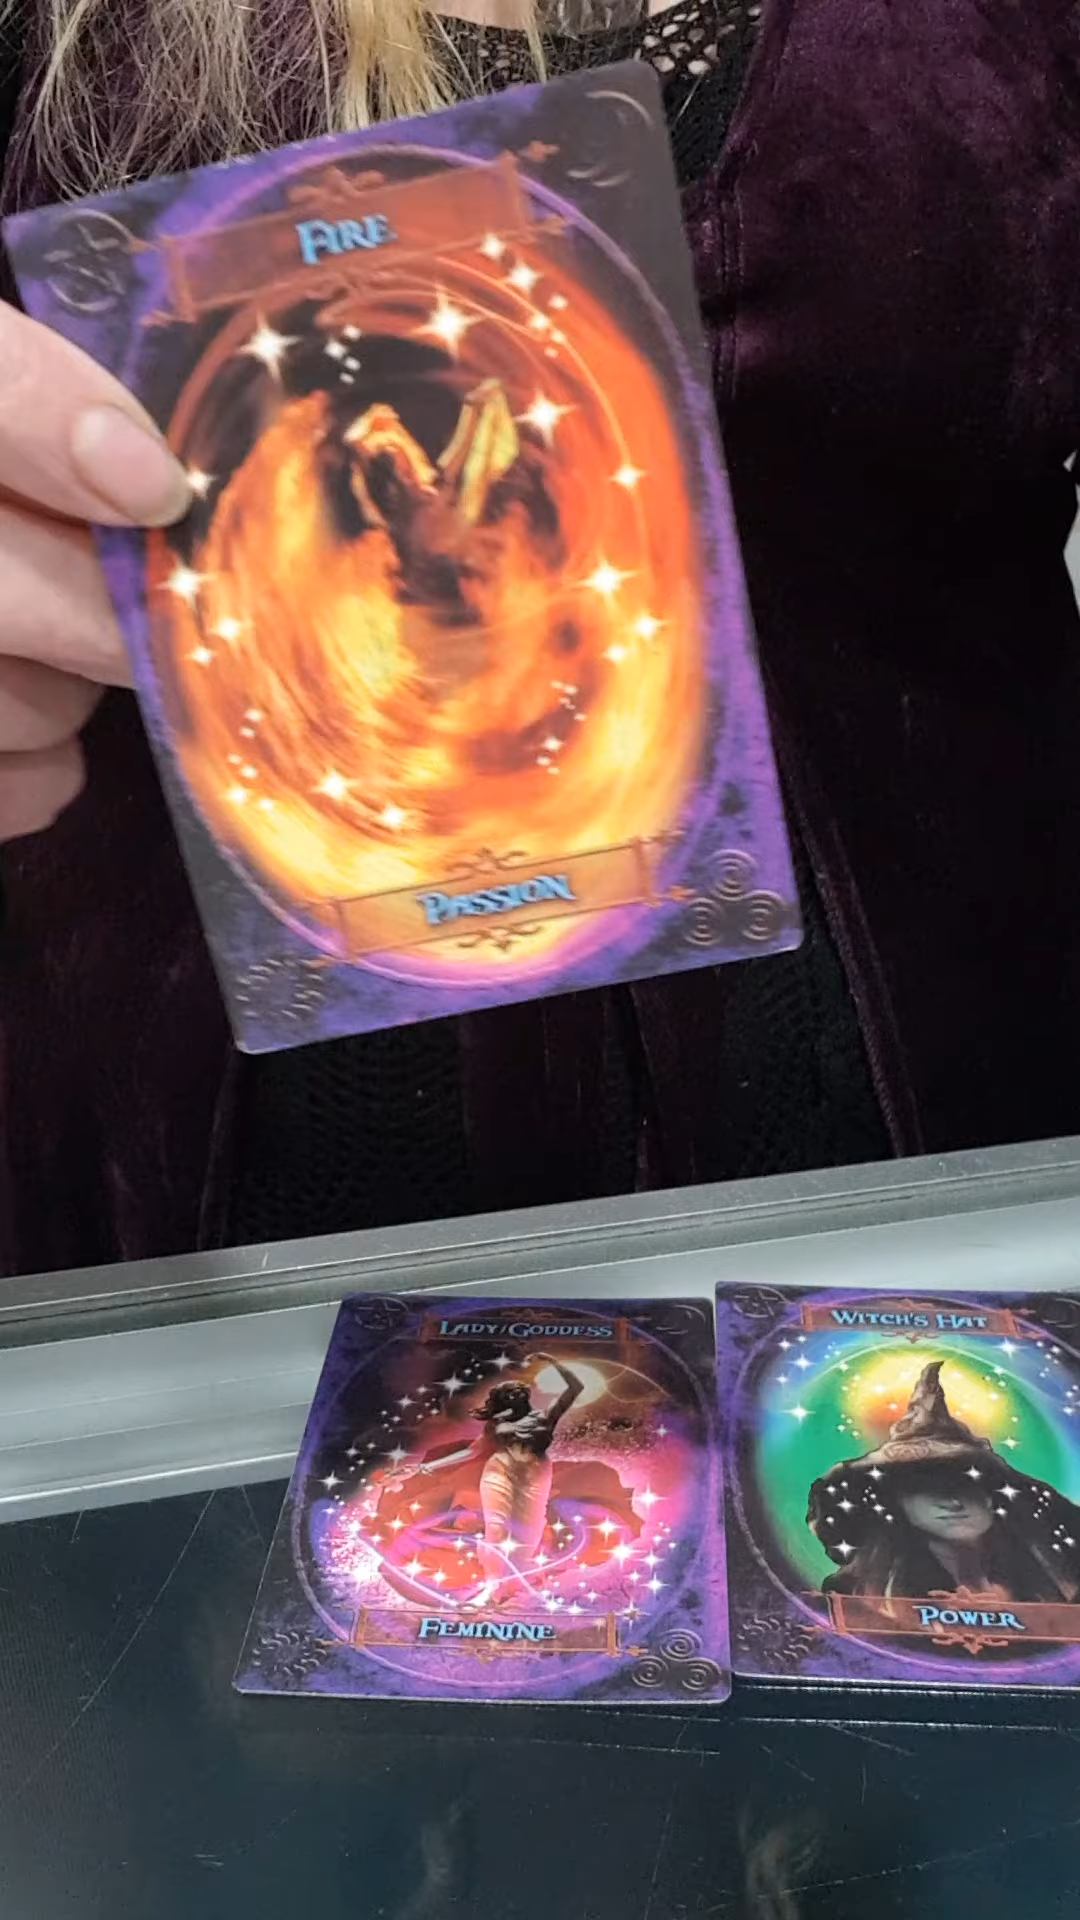 FIRE
PASSION
LADY/GODDESS
FEMININE
WITCH'S HAT
POWER